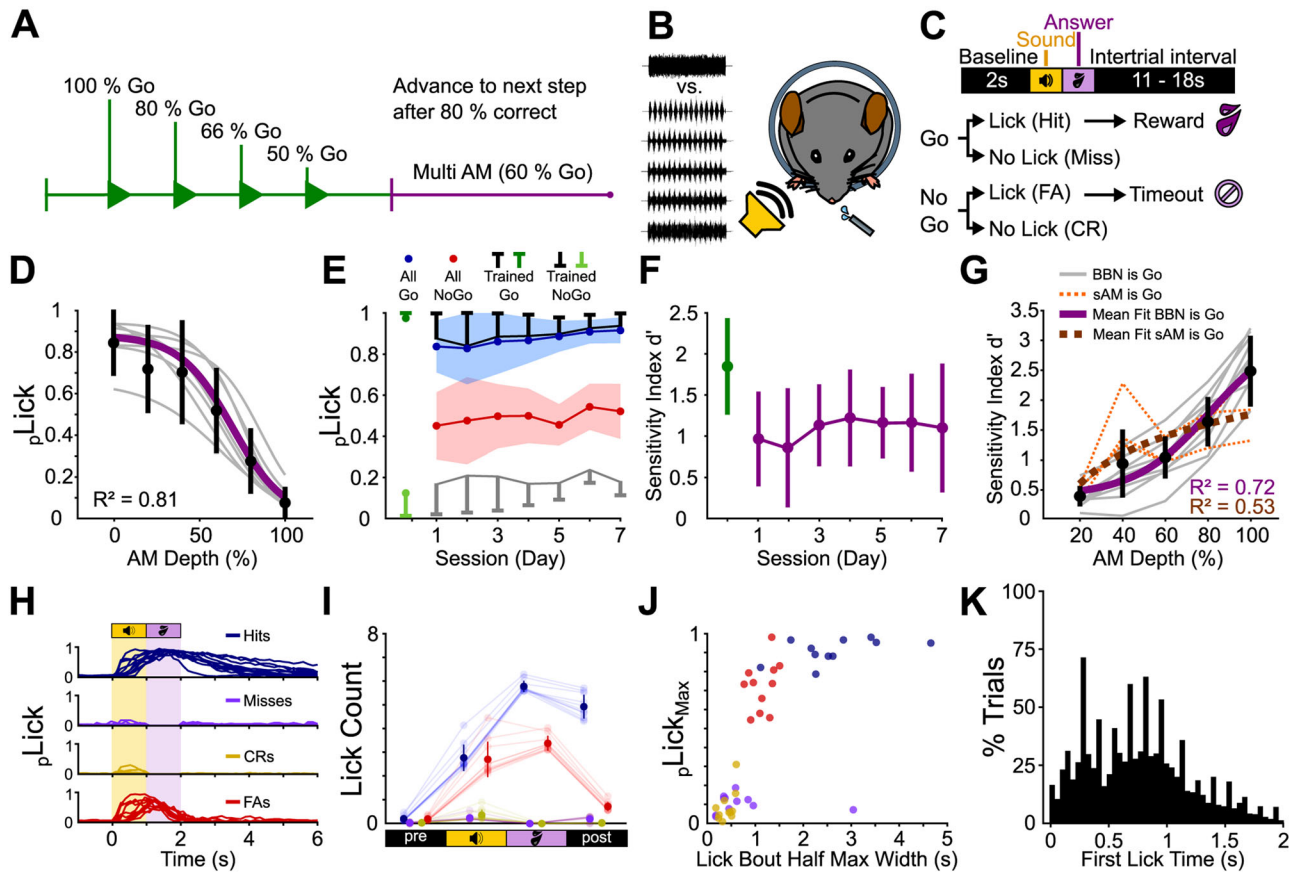 A
100 % Go
80 % Go
66 % Go
50 % Go
Advance to next step
after 80 % correct
Multi AM (60 % Go)
B
vs.
C
Answer
Sound
Baseline
Intertrial interval
2s
11 - 18s
Go
Lick (Hit)
Reward
No Lick (Miss)
No
Go
Lick (FA)
Timeout
No Lick (CR)
D
pLick
1
0.8
0.6
0.4
0.2
0
R² = 0.81
0
50
100
AM Depth (%)
E
All
Go
All
NoGo
Trained
Go
Trained
NoGo
pLick
1
0.8
0.6
0.4
0.2
0
1
3
5
7
Session (Day)
F
Sensitivity Index d'
2.5
2
1.5
1
0.5
0
1
3
5
7
Session (Day)
G
BBN is Go
sAM is Go
Mean Fit BBN is Go
Mean Fit sAM is Go
Sensitivity Index d'
3.5
3
2.5
2
1.5
1
0.5
0
R² = 0.72
R² = 0.53
20
40
60
80
100
AM Depth (%)
H
pLick
1
0
Hits
1
0
Misses
1
0
CRs
1
0
FAs
0
2
4
6
Time (s)
I
Lick Count
8
4
0
pre
post
J
pLickMax
1
0.8
0.6
0.4
0.2
0
0
1
2
3
4
5
Lick Bout Half Max Width (s)
K
% Trials
100
75
50
25
0
0
0.5
1
1.5
2
First Lick Time (s)